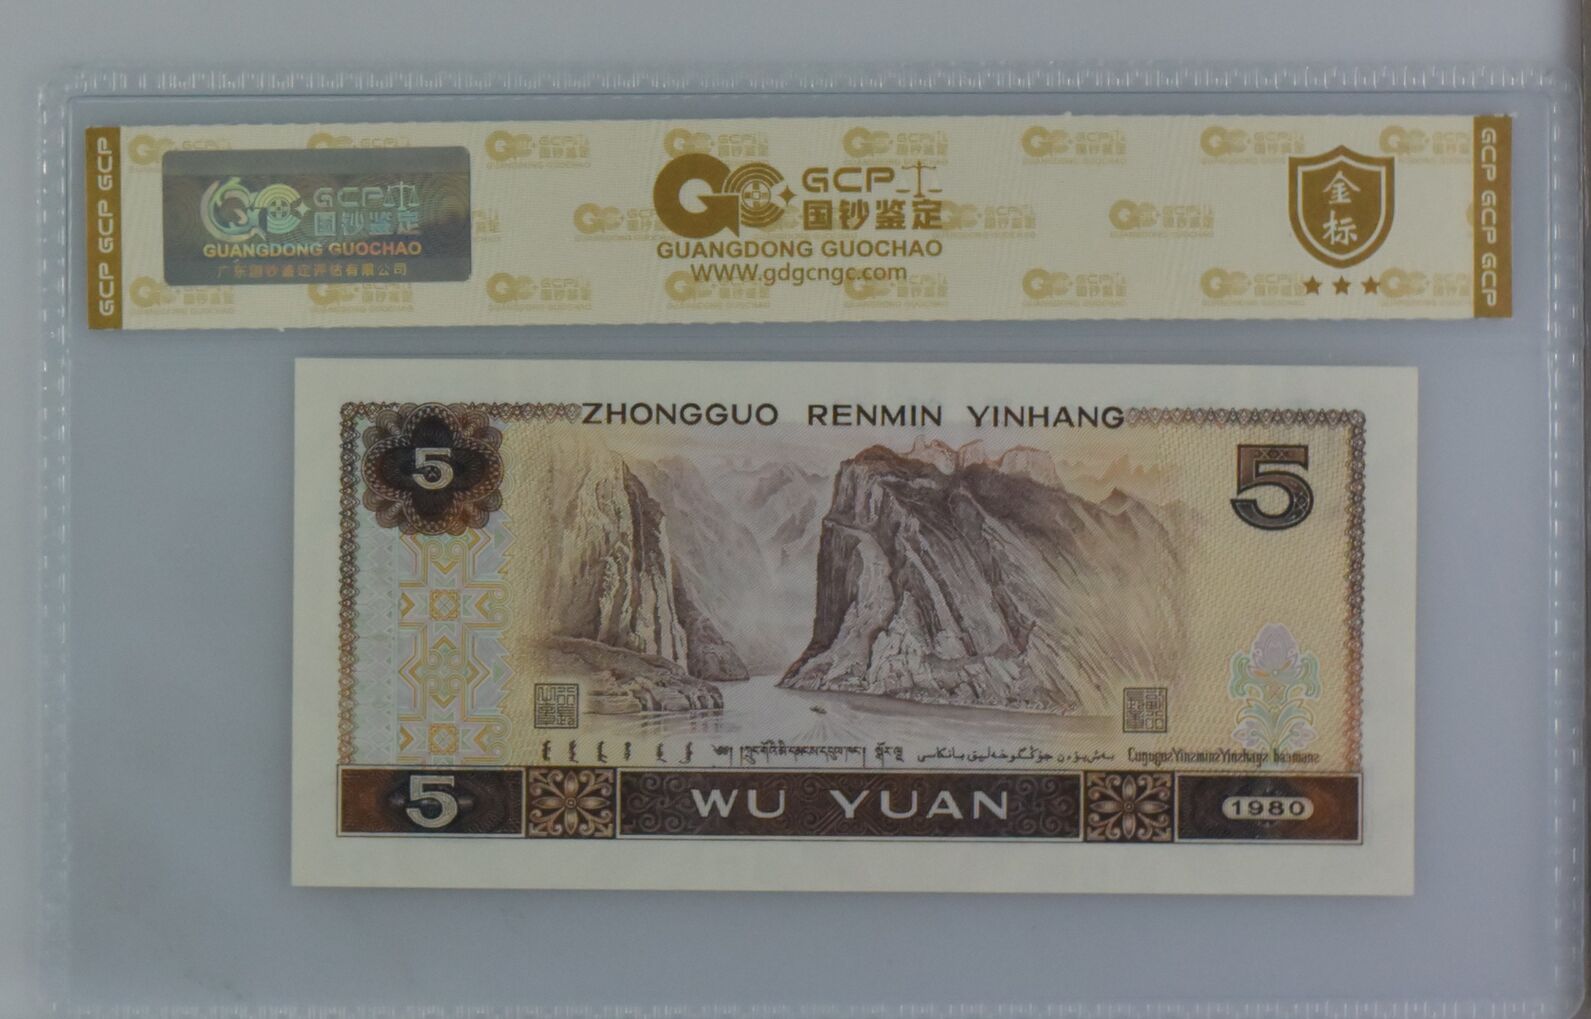 GCP GCP GCP
GCP
国钞鉴定
GUANGDONG GUOCHAO
广东国钞鉴定评估有限公司
GCP
国钞鉴定
GUANGDONG GUOCHAO
WWW.gdgcngc.com
金
标
GCP GCP GCP
ZHONGGUO RENMIN YINHANG
5
5
5
WU YUAN
1980